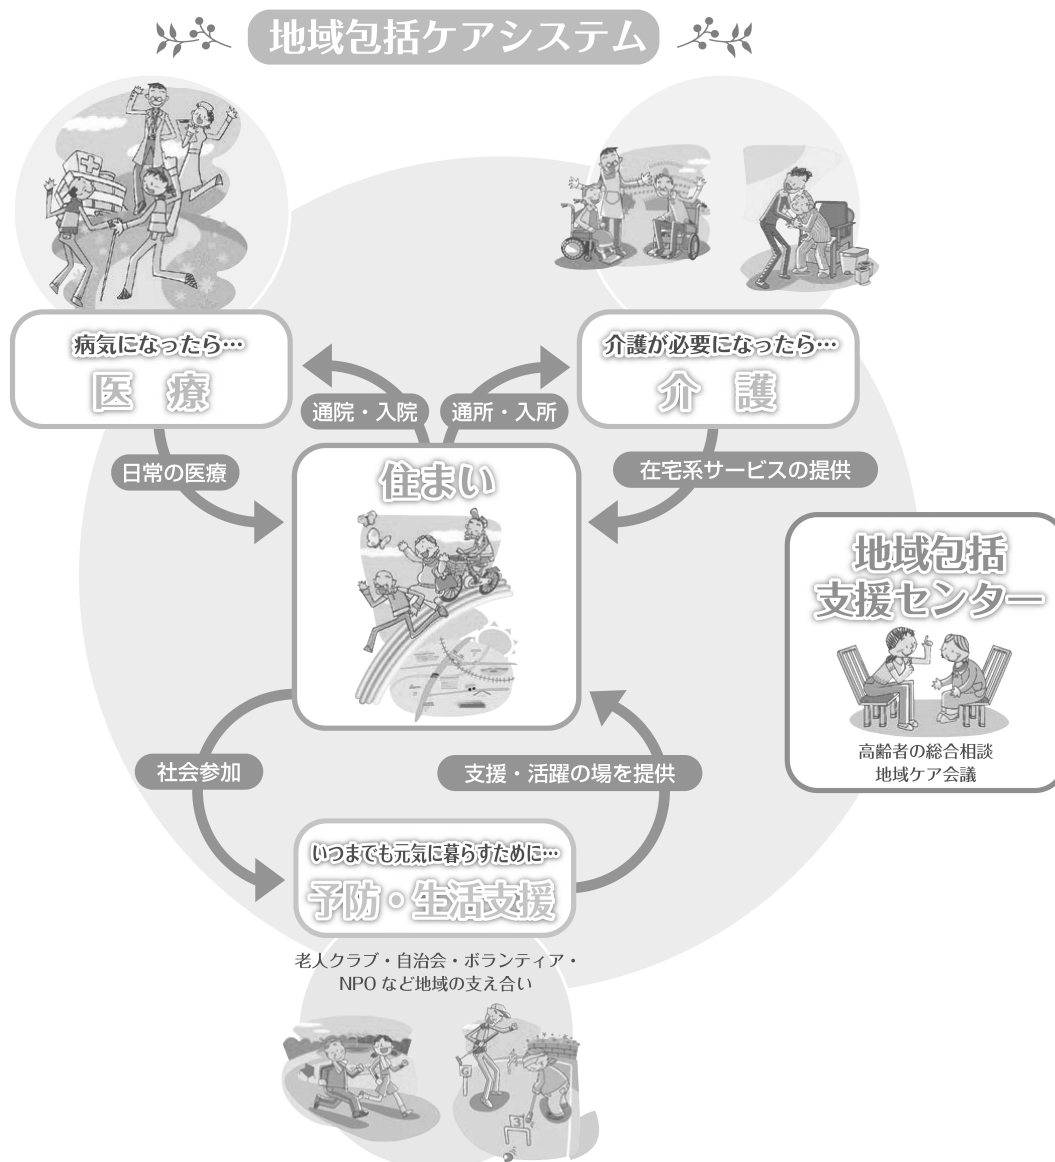 地域包括ケアシステム
病気になったら…
医 療
介護が必要になったら…
介 護
通院・入院
通所・入所
日常の医療
在宅系サービスの提供
住まい
地域包括
支援センター
高齢者の総合相談
地域ケア会議
社会参加
支援・活躍の場を提供
いつまでも元気に暮らすために…
予防・生活支援
老人クラブ・自治会・ボランティア・
NPO など地域の支え合い
G
3